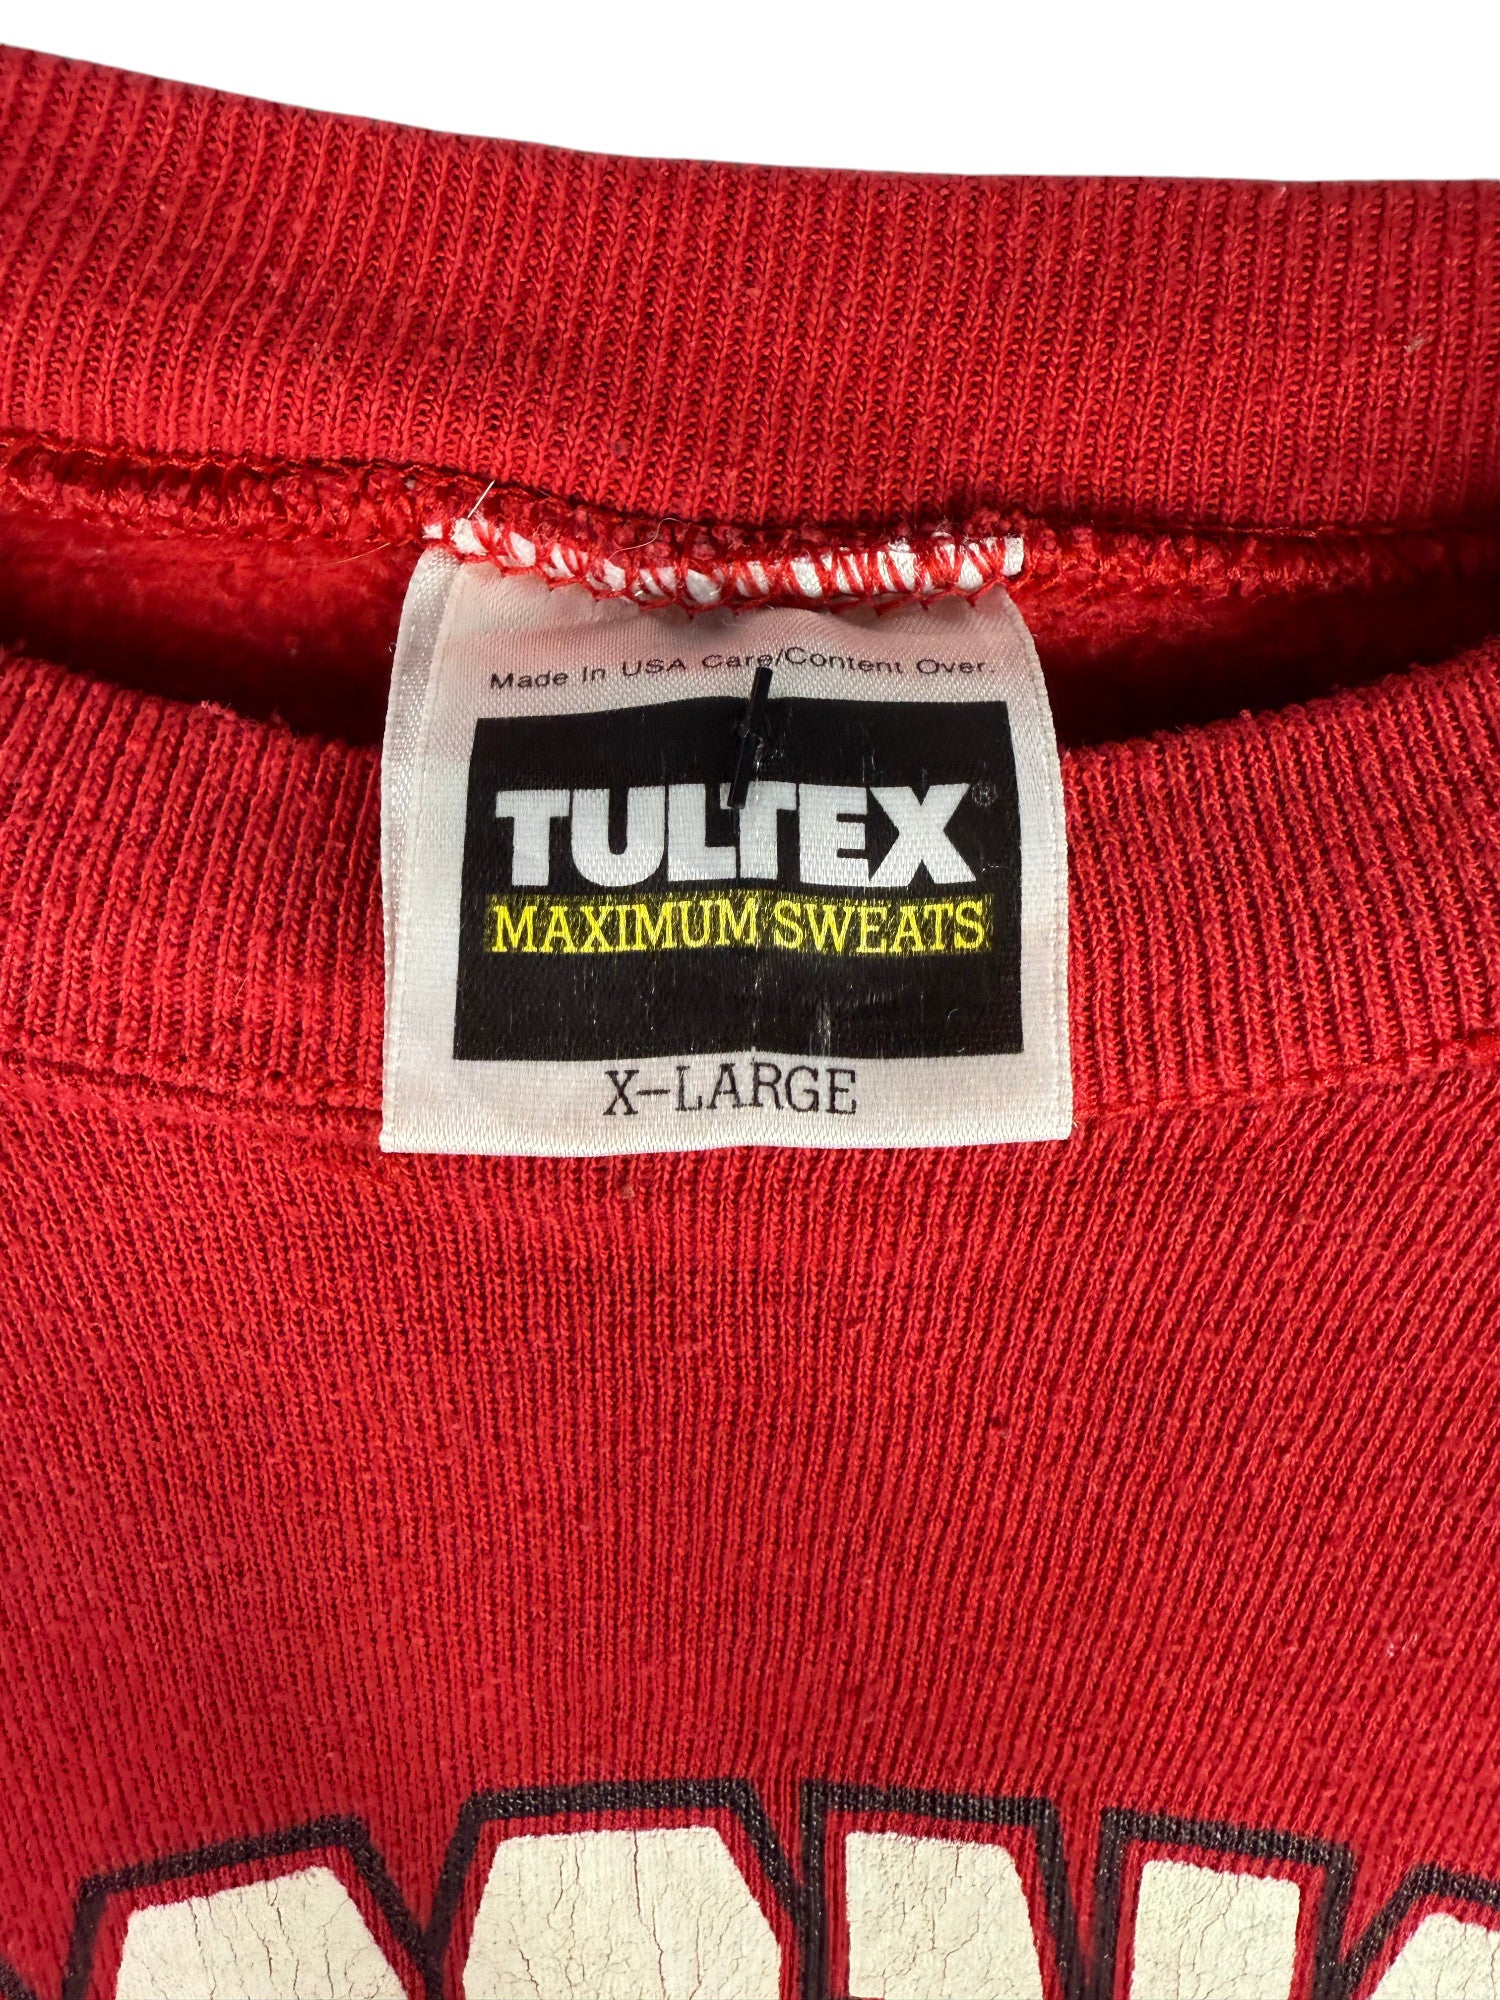 Made In USA Care/Content Over.
TULTEX®
MAXIMUM SWEATS
X-LARGE